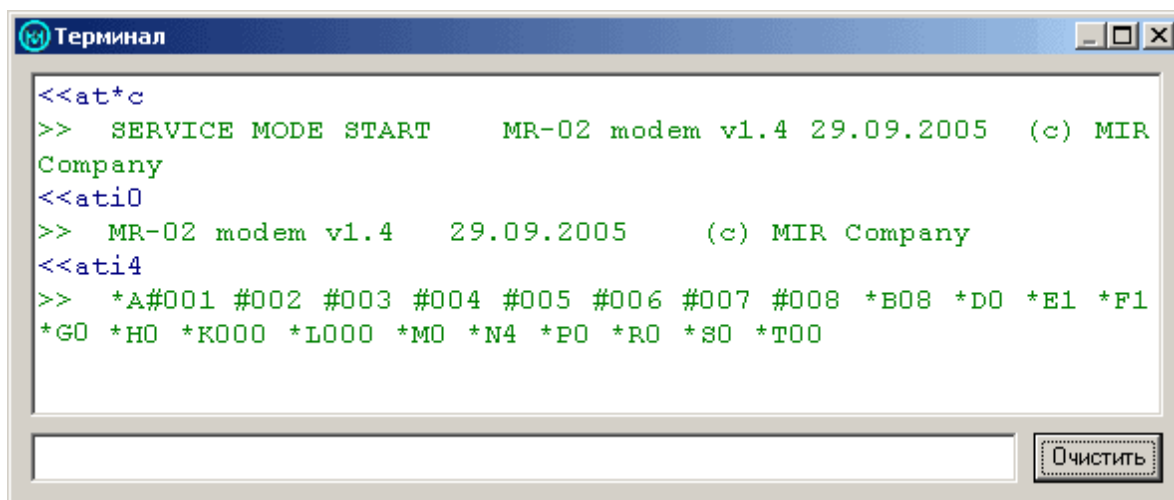 Терминал
<<at*c
>>   SERVICE MODE START    MR-02 modem v1.4 29.09.2005  (c) MIR
Company
<<ati0
>>  MR-02 modem v1.4   29.09.2005    (c) MIR Company
<<ati4
>>   *A#001 #002 #003 #004 #005 #006 #007 #008 *B08 *D0 *E1 *F1
*G0 *H0 *K000 *L000 *M0 *N4 *P0 *R0 *S0 *T00
Очистить